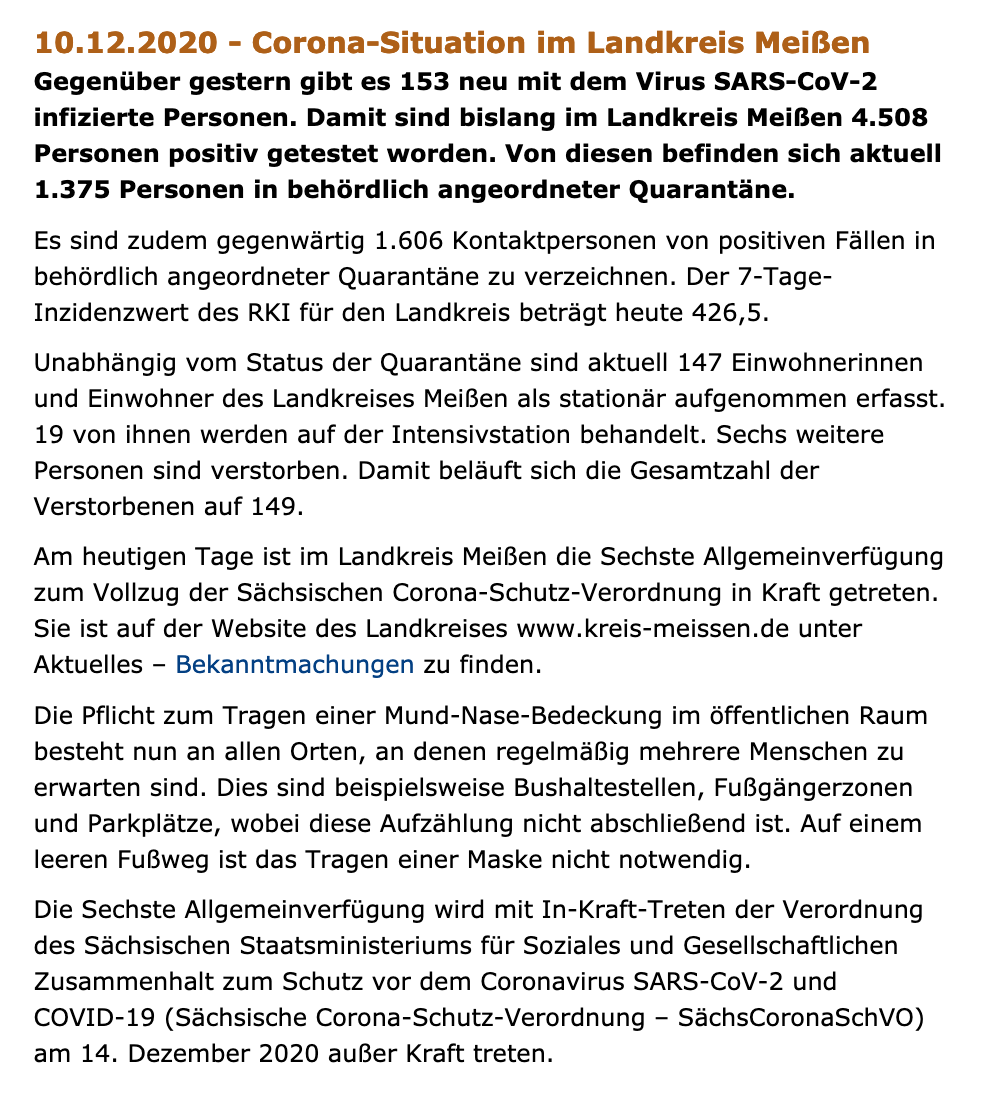 10.12.2020 - Corona-Situation im Landkreis Meißen
Gegenüber gestern gibt es 153 neu mit dem Virus SARS-CoV-2
infizierte Personen. Damit sind bislang im Landkreis Meißen 4.508
Personen positiv getestet worden. Von diesen befinden sich aktuell
1.375 Personen in behördlich angeordneter Quarantäne.
Es sind zudem gegenwärtig 1.606 Kontaktpersonen von positiven Fällen in
behördlich angeordneter Quarantäne zu verzeichnen. Der 7-Tage-
Inzidenzwert des RKI für den Landkreis beträgt heute 426,5.
Unabhängig vom Status der Quarantäne sind aktuell 147 Einwohnerinnen
und Einwohner des Landkreises Meißen als stationär aufgenommen erfasst.
19 von ihnen werden auf der Intensivstation behandelt. Sechs weitere
Personen sind verstorben. Damit beläuft sich die Gesamtzahl der
Verstorbenen auf 149.
Am heutigen Tage ist im Landkreis Meißen die Sechste Allgemeinverfügung
zum Vollzug der Sächsischen Corona-Schutz-Verordnung in Kraft getreten.
Sie ist auf der Website des Landkreises www.kreis-meissen.de unter
Aktuelles – Bekanntmachungen zu finden.
Die Pflicht zum Tragen einer Mund-Nase-Bedeckung im öffentlichen Raum
besteht nun an allen Orten, an denen regelmäßig mehrere Menschen zu
erwarten sind. Dies sind beispielsweise Bushaltestellen, Fußgängerzonen
und Parkplätze, wobei diese Aufzählung nicht abschließend ist. Auf einem
leeren Fußweg ist das Tragen einer Maske nicht notwendig.
Die Sechste Allgemeinverfügung wird mit In-Kraft-Treten der Verordnung
des Sächsischen Staatsministeriums für Soziales und Gesellschaftlichen
Zusammenhalt zum Schutz vor dem Coronavirus SARS-CoV-2 und
COVID-19 (Sächsische Corona-Schutz-Verordnung – SächsCoronaSchVO)
am 14. Dezember 2020 außer Kraft treten.